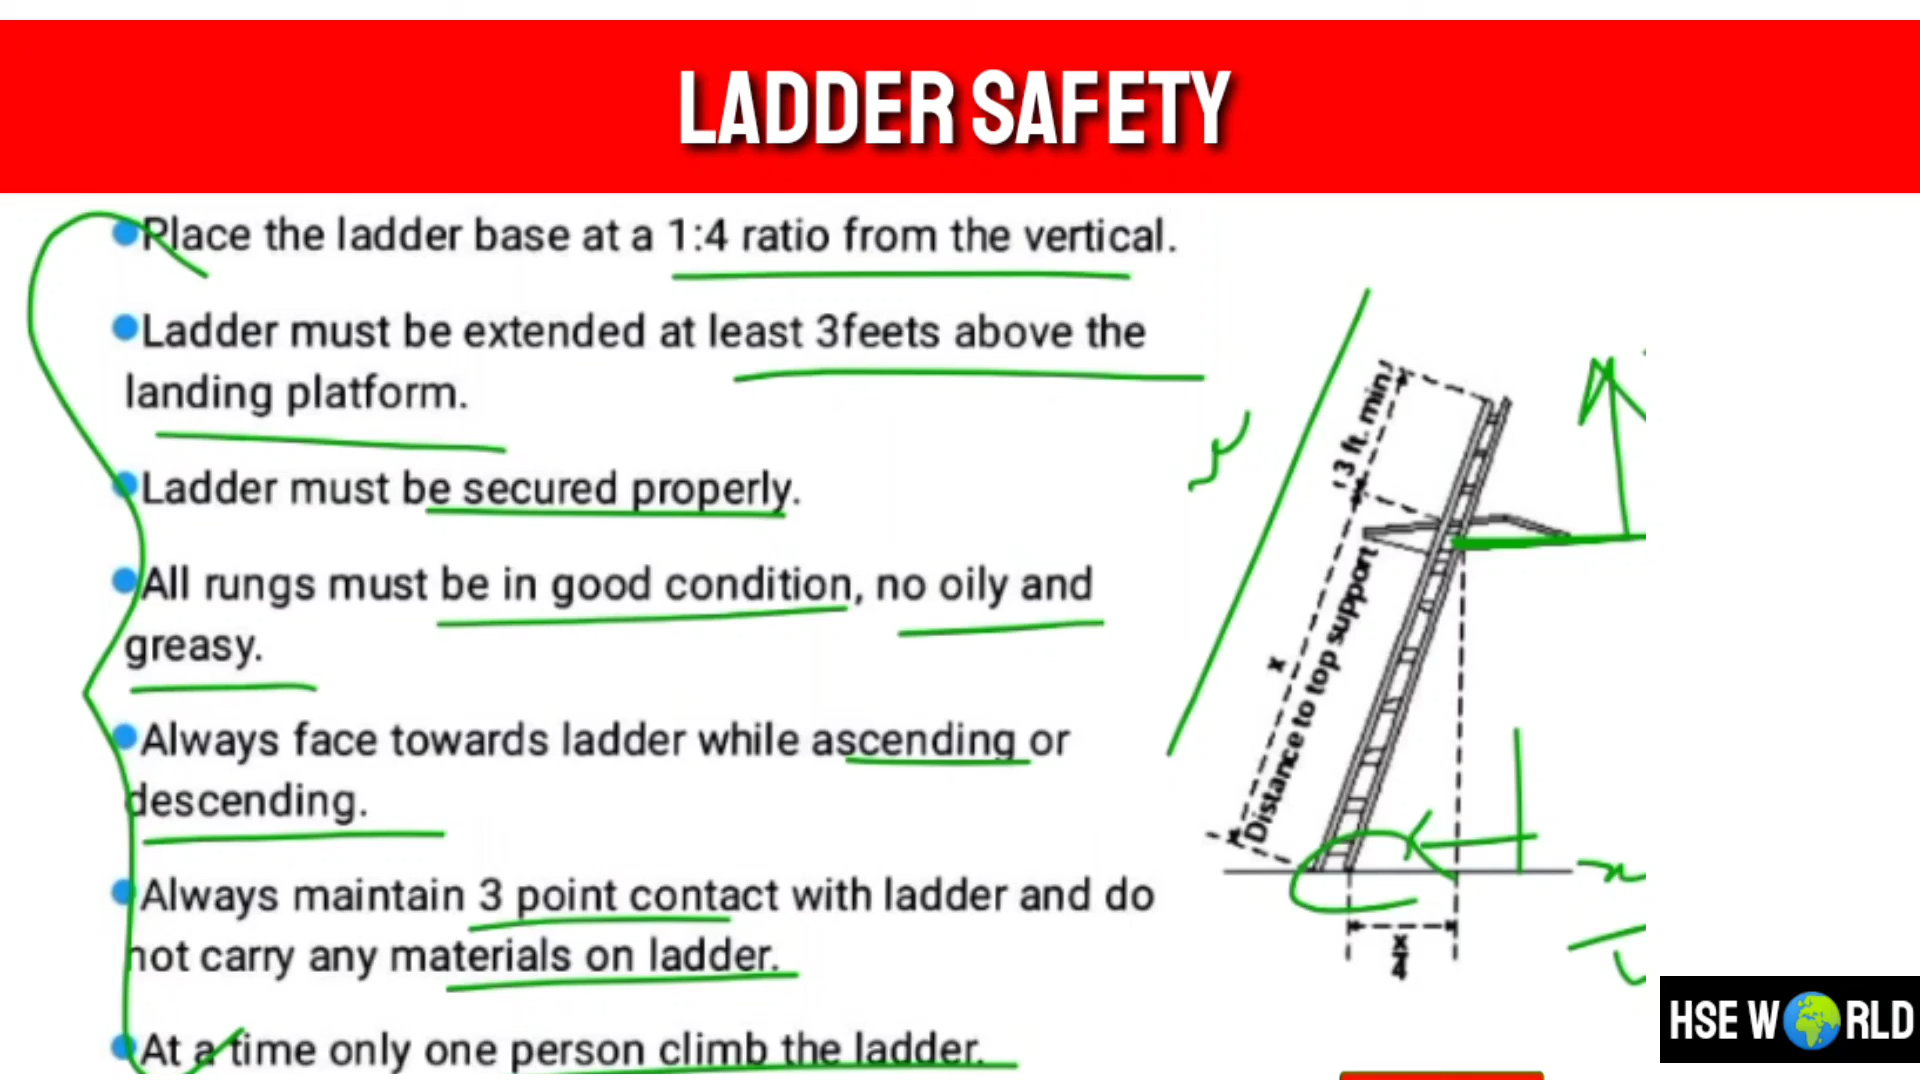 LADDER SAFETY
Place the ladder base at a 1:4 ratio from the vertical.
Ladder must be extended at least 3feets above the
landing platform.
Ladder must be secured properly.
All rungs must be in good condition, no oily and
greasy.
Always face towards ladder while ascending or
descending.
Always maintain 3 point contact with ladder and do
not carry any materials on ladder.
At a time only one person climb the ladder.
3 ft. min
x
Distance to top support
x
4
HSE W RLD